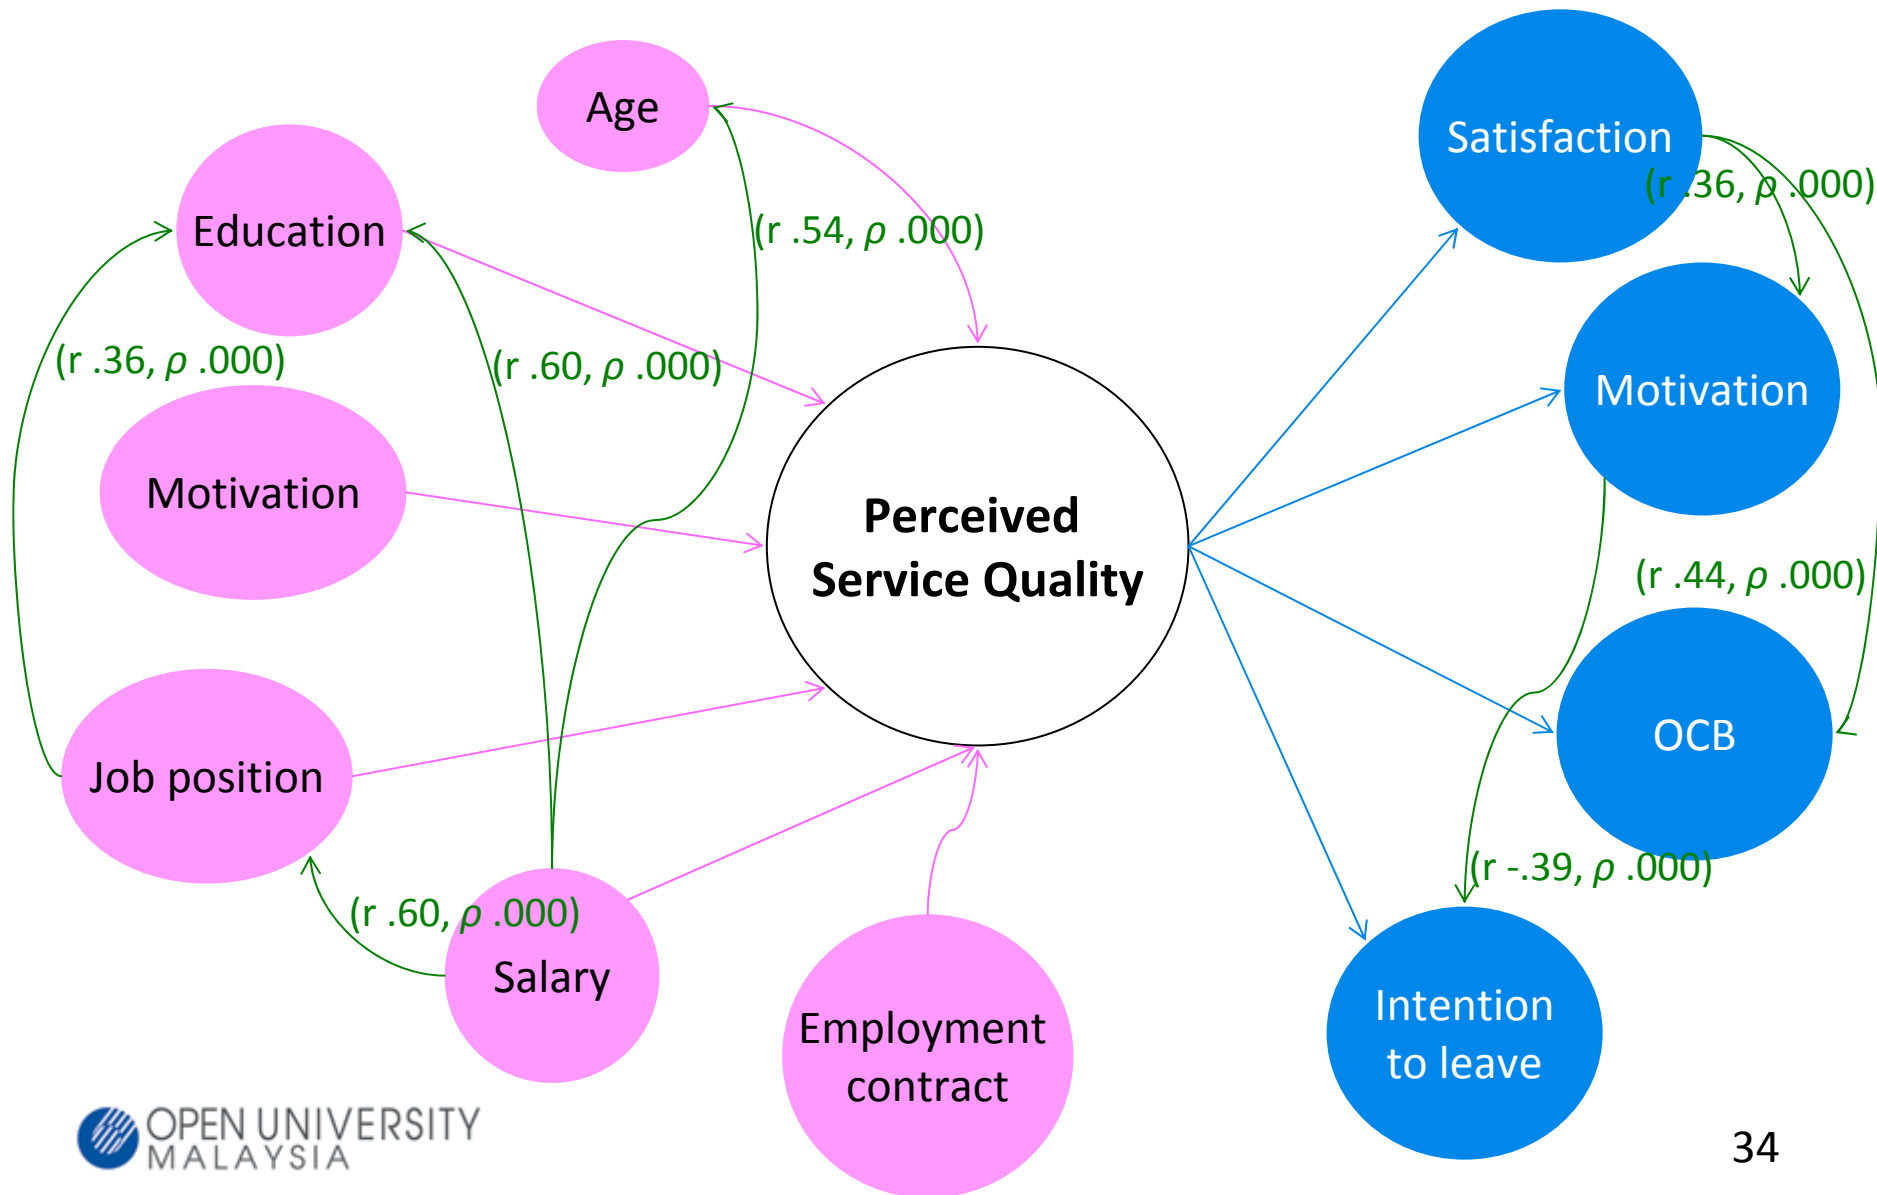 Age
Satisfaction
(r .36, ρ .000)
Education
(r .54, ρ .000)
(r .36, ρ .000)
(r .60, ρ .000)
Motivation
Motivation
Perceived
Service Quality
(r .44, ρ .000)
OCB
Job position
(r -.39, ρ .000)
(r .60, ρ .000)
Salary
Employment
contract
Intention
to leave
OPEN UNIVERSITY
MALAYSIA
34